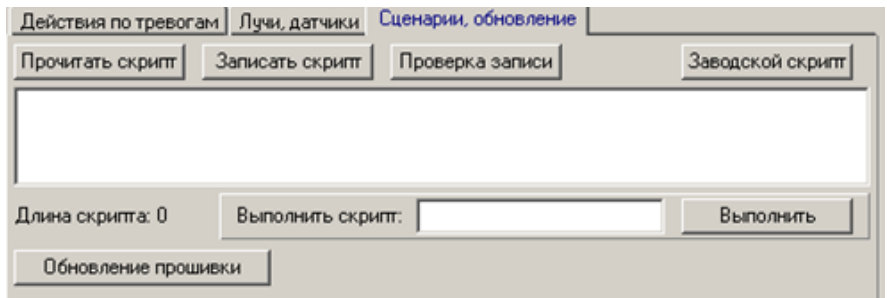 Действия по тревогам Лучи, датчики Сценарии, обновление
Прочитать скрипт Записать скрипт Проверка записи Заводской скрипт
Длина скрипта: 0 Выполнить скрипт: Выполнить
Обновление прошивки